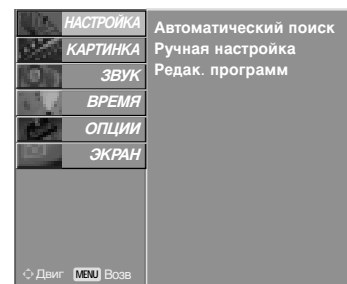 НАСТРОЙКА
КАРТИНКА
ЗВУК
ВРЕМЯ
ОПЦИИ
ЭКРАН
Автоматический поиск
Ручная настройка
Редак. программ
Двиг MENU Возв